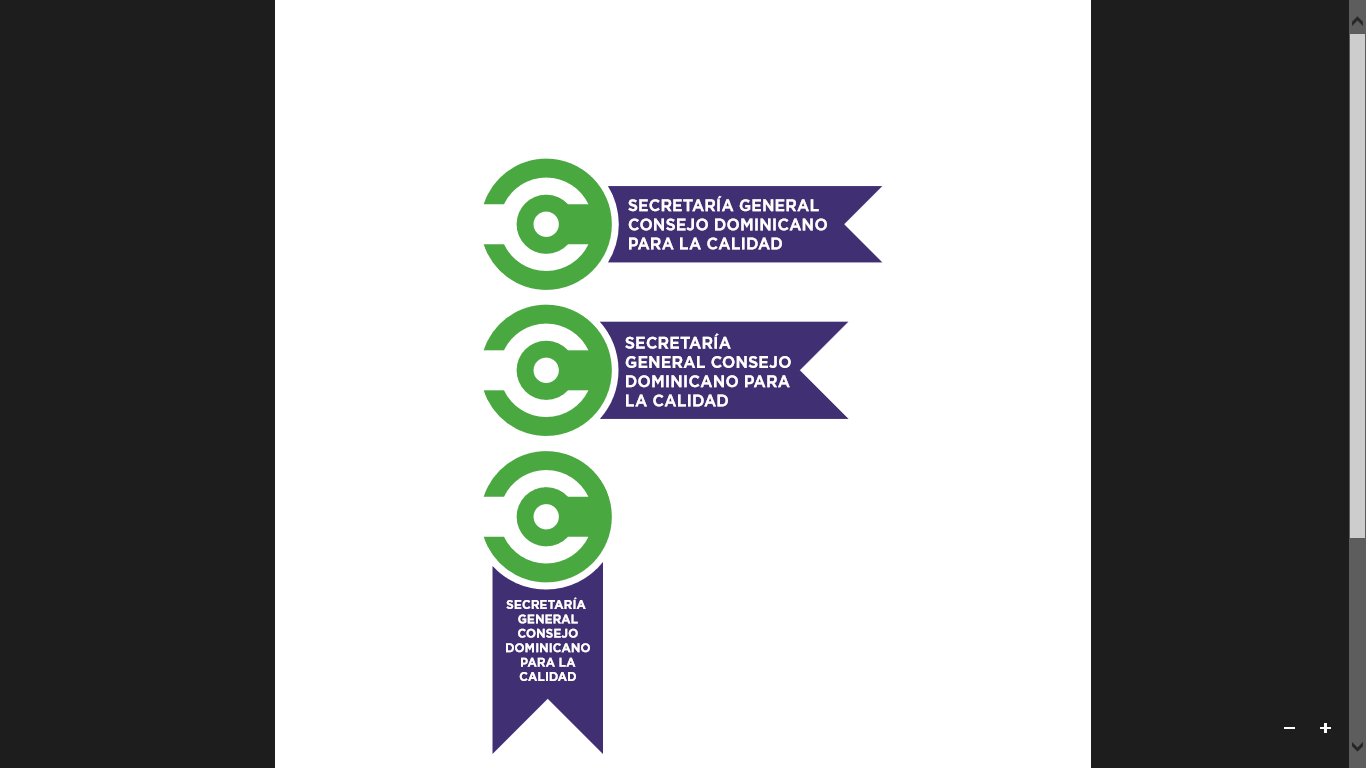 SECRETARÍA GENERAL
CONSEJO DOMINICANO
PARA LA CALIDAD
SECRETARÍA
GENERAL CONSEJO
DOMINICANO PARA
LA CALIDAD
SECRETARÍA
GENERAL
CONSEJO
DOMINICANO
PARA LA
CALIDAD